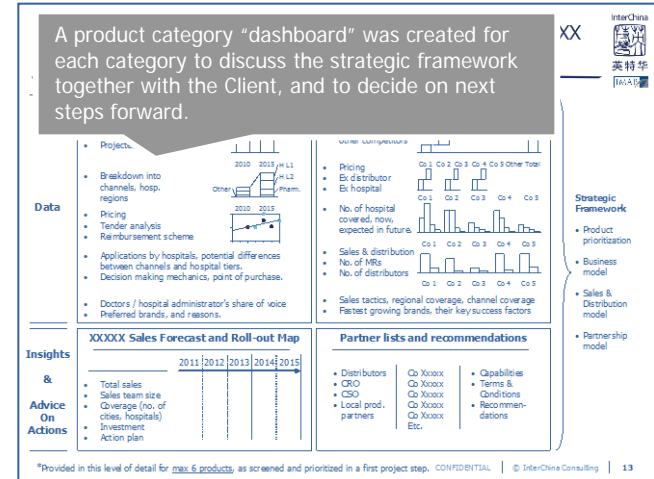 A product category “dashboard” was created for
each category to discuss the strategic framework
together with the Client, and to decide on next
steps forward.
XX
InterChina
英特华
IMAP
Data
• Breakdown into
channels, hosp.
regions
• Pricing
• Tender analysis
• Reimbursement scheme
2010 2015
H L1
H L2
Other
Pharm.
2010 2015
• Applications by hospitals, potential differences
between channels and hospital tiers.
• Decision making mechanics, point of purchase.
• Doctors / hospital administrator's share of voice
• Preferred brands, and reasons.
Other competitors
• Pricing
• Ex distributor
• Ex hospital
• No. of hospital
covered, now,
expected in future.
• Sales & distribution
• No. of MRs
• No. of distributors
Co 1 Co 2 Co 3 Co 4 Co 5 Other Total
Co 1 Co 2 Co 3 Co 4 Co 5
Co 1 Co 2 Co 3 Co 4 Co 5
Co 1 Co 2 Co 3 Co 4 Co 5
• Sales tactics, regional coverage, channel coverage
• Fastest growing brands, their key success factors
Strategic
Framework
• Product
prioritization
• Business
model
• Sales &
Distribution
model
• Partnership
model
Insights
&
Advice
On
Actions
XXXXX Sales Forecast and Roll-out Map
2011 2012 2013 2014 2015
• Total sales
• Sales team size
• Coverage (no. of
cities, hospitals)
• Investment
• Action plan
Partner lists and recommendations
• Distributors
• CRO
• CSO
• Local prod.
partners
Co Xxxxx
Co Xxxxx
Co Xxxxx
Co Xxxxx
Etc.
• Capabilities
• Terms &
Conditions
• Recommen-
dations
*Provided in this level of detail for max 6 products, as screened and prioritized in a first project step. CONFIDENTIAL | © InterChina Consulting | 13